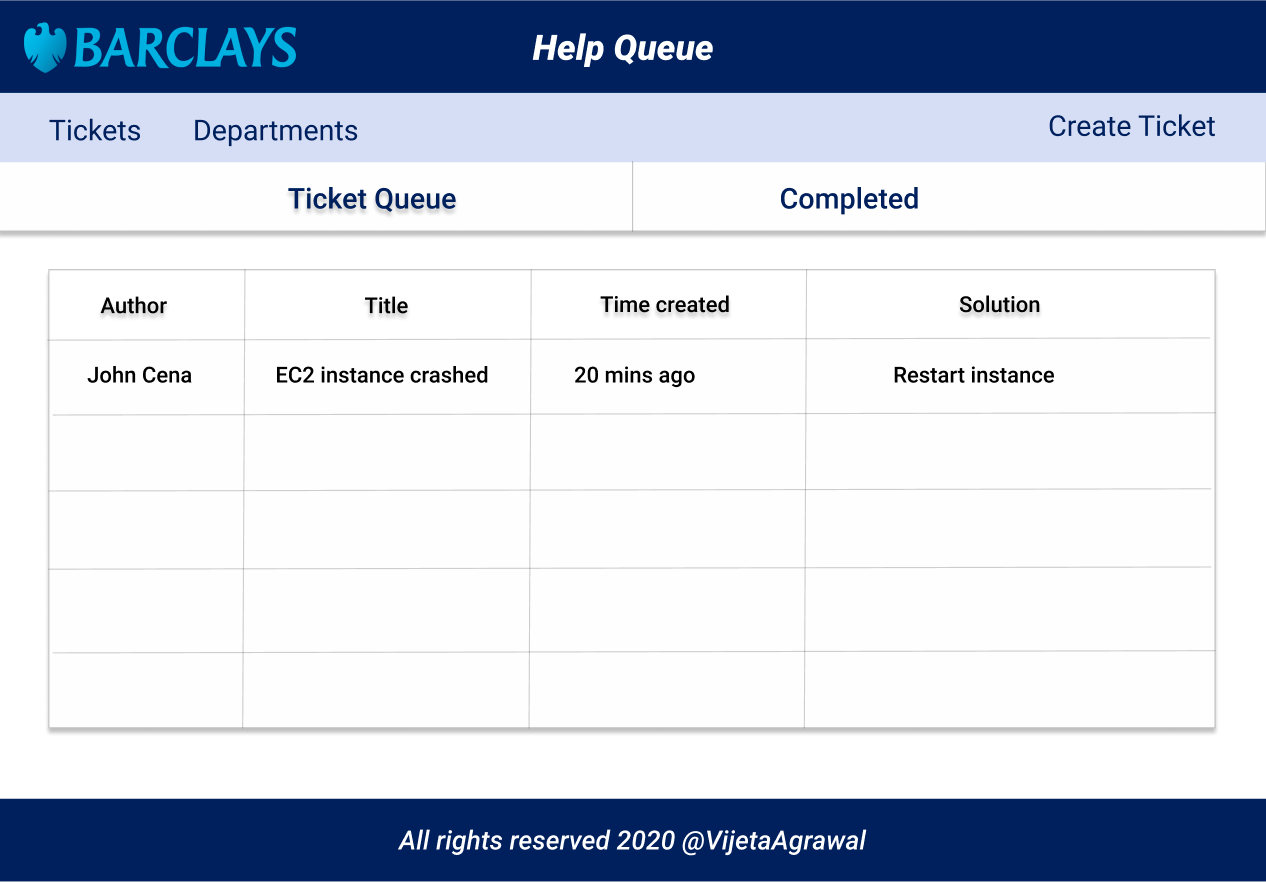 BARCLAYS
Help Queue
Tickets Departments Create Ticket
Ticket Queue Completed
Author Title Time created Solution
John Cena EC2 instance crashed 20 mins ago Restart instance
All rights reserved 2020 @VijetaAgrawal